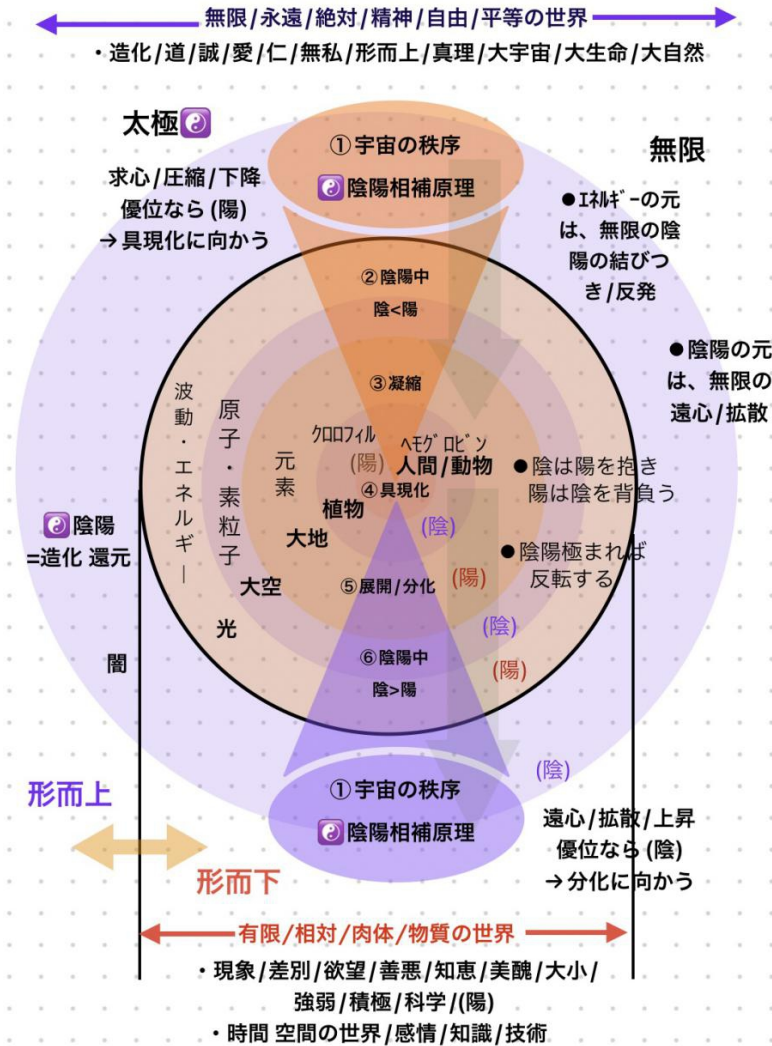 無限/永遠/絶対/精神/自由/平等の世界
・造化/道/誠/愛/仁/無私/形而上/真理/大宇宙/大生命/大自然
太極☯
①宇宙の秩序
☯陰陽相補原理
無限
求心/圧縮/下降
優位なら(陽)
→具現化に向かう
●エネルギーの元
は、無限の陰
陽の結びつ
き/反発
②陰陽中
陰<陽
●陰陽の元
は、無限の
遠心/拡散
③凝縮
波動・エネルギー
原子・素粒子
元素
クロロフィル
(陽)
ヘモグロビン
人間/動物
④具現化
植物
大地
大空
光
闇
●陰は陽を抱き
陽は陰を背負う
●陰陽極まれば
反転する
☯陰陽
=造化 還元
(陰)
(陽)
(陰)
(陽)
(陰)
⑤展開/分化
⑥陰陽中
陰>陽
①宇宙の秩序
☯陰陽相補原理
形而上
形而下
遠心/拡散/上昇
優位なら(陰)
→分化に向かう
有限/相対/肉体/物質の世界
・現象/差別/欲望/善悪/知恵/美醜/大小/
強弱/積極/科学/(陽)
・時間 空間の世界/感情/知識/技術